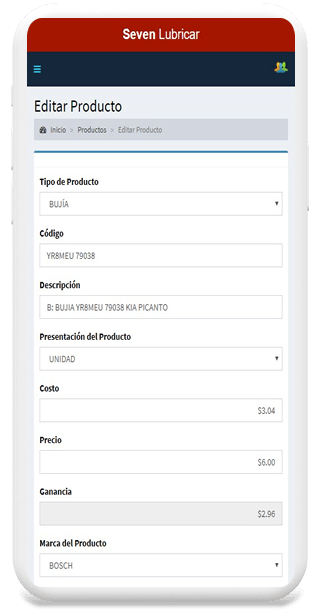 Seven Lubricar
Editar Producto
Inicio > Productos > Editar Producto
Tipo de Producto
BUJÍA
Código
YR8MEU 79038
Descripción
B: BUJIA YR8MEU 79038 KIA PICANTO
Presentación del Producto
UNIDAD
Costo
$3.04
Precio
$6.00
Ganancia
$2.96
Marca del Producto
BOSCH